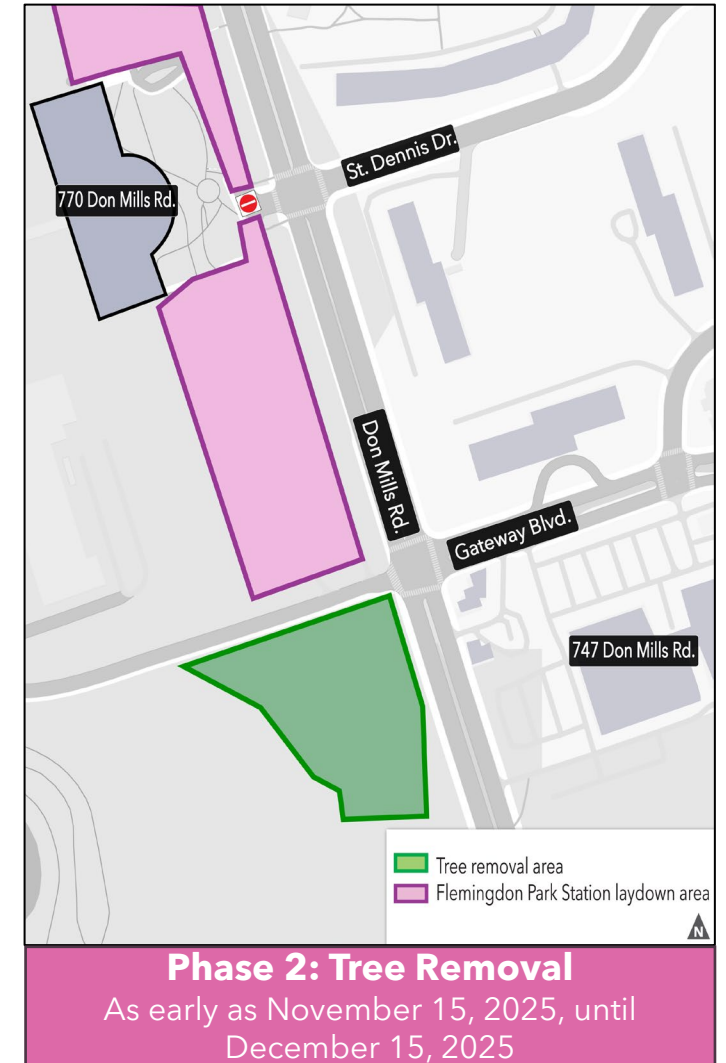 St. Dennis Dr.
770 Don Mills Rd.
Don Mills Rd.
Gateway Blvd.
747 Don Mills Rd.
Tree removal area
Flemingdon Park Station laydown area
N
Phase 2: Tree Removal
As early as November 15, 2025, until
December 15, 2025